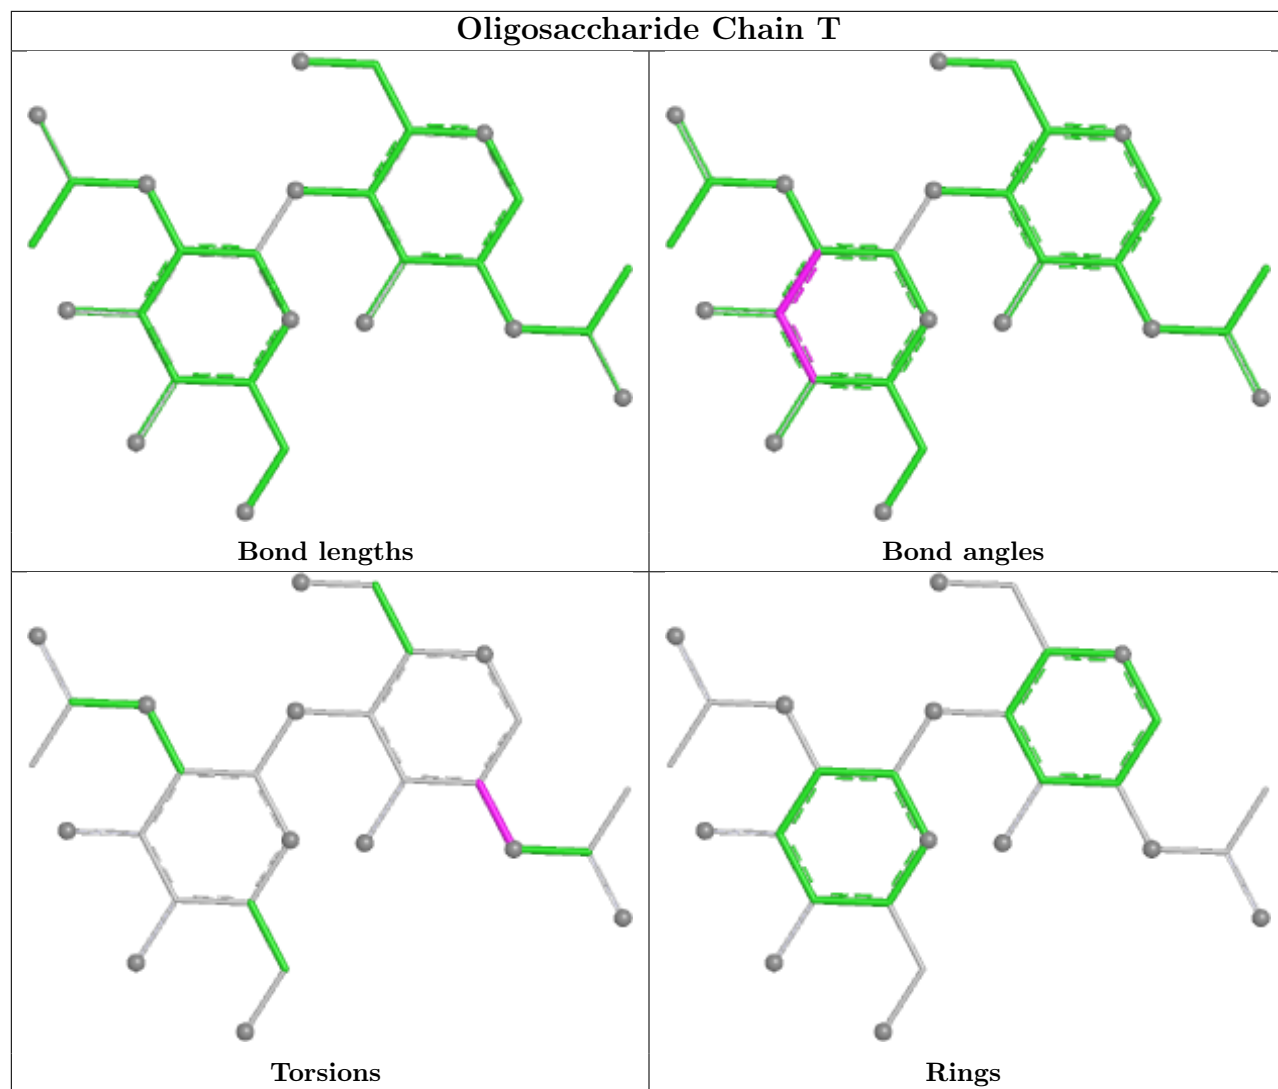 Oligosaccharide Chain T
Bond lengths
Bond angles
Torsions
Rings